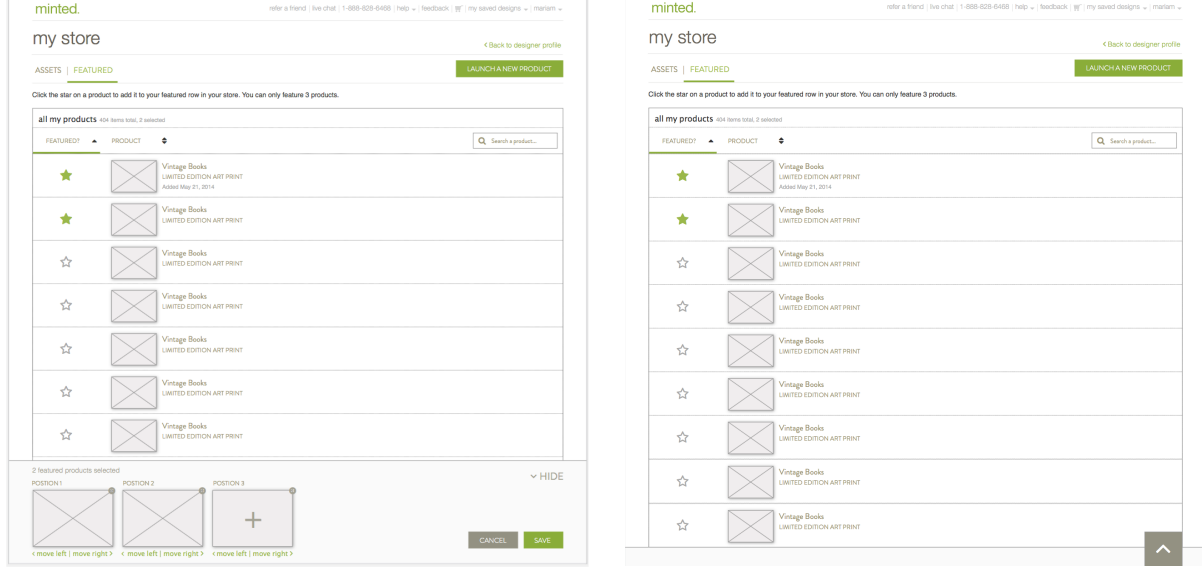 minted.
refer a friend | live chat | 1-888-828-6468 | help | feedback | my saved designs | mariam
my store
< Back to designer profile
ASSETS | FEATURED
LAUNCH A NEW PRODUCT
Click the star on a product to add it to your featured row in your store. You can only feature 3 products.
all my products 404 items total, 2 selected
FEATURED? PRODUCT
Search a product...
Vintage Books
LIMITED EDITION ART PRINT
Added May 21, 2014
Vintage Books
LIMITED EDITION ART PRINT
Vintage Books
LIMITED EDITION ART PRINT
Vintage Books
LIMITED EDITION ART PRINT
Vintage Books
LIMITED EDITION ART PRINT
Vintage Books
LIMITED EDITION ART PRINT
Vintage Books
LIMITED EDITION ART PRINT
2 featured products selected
HIDE
POSTION 1 POSTION 2 POSTION 3
< move left | move right > < move left | move right > < move left | move right >
CANCEL SAVE
minted.
refer a friend | live chat | 1-888-828-6468 | help | feedback | my saved designs | mariam
my store
< Back to designer profile
ASSETS | FEATURED
LAUNCH A NEW PRODUCT
Click the star on a product to add it to your featured row in your store. You can only feature 3 products.
all my products 404 items total, 2 selected
FEATURED? PRODUCT
Search a product...
Vintage Books
LIMITED EDITION ART PRINT
Added May 21, 2014
Vintage Books
LIMITED EDITION ART PRINT
Vintage Books
LIMITED EDITION ART PRINT
Vintage Books
LIMITED EDITION ART PRINT
Vintage Books
LIMITED EDITION ART PRINT
Vintage Books
LIMITED EDITION ART PRINT
Vintage Books
LIMITED EDITION ART PRINT
Vintage Books
LIMITED EDITION ART PRINT
Vintage Books
LIMITED EDITION ART PRINT